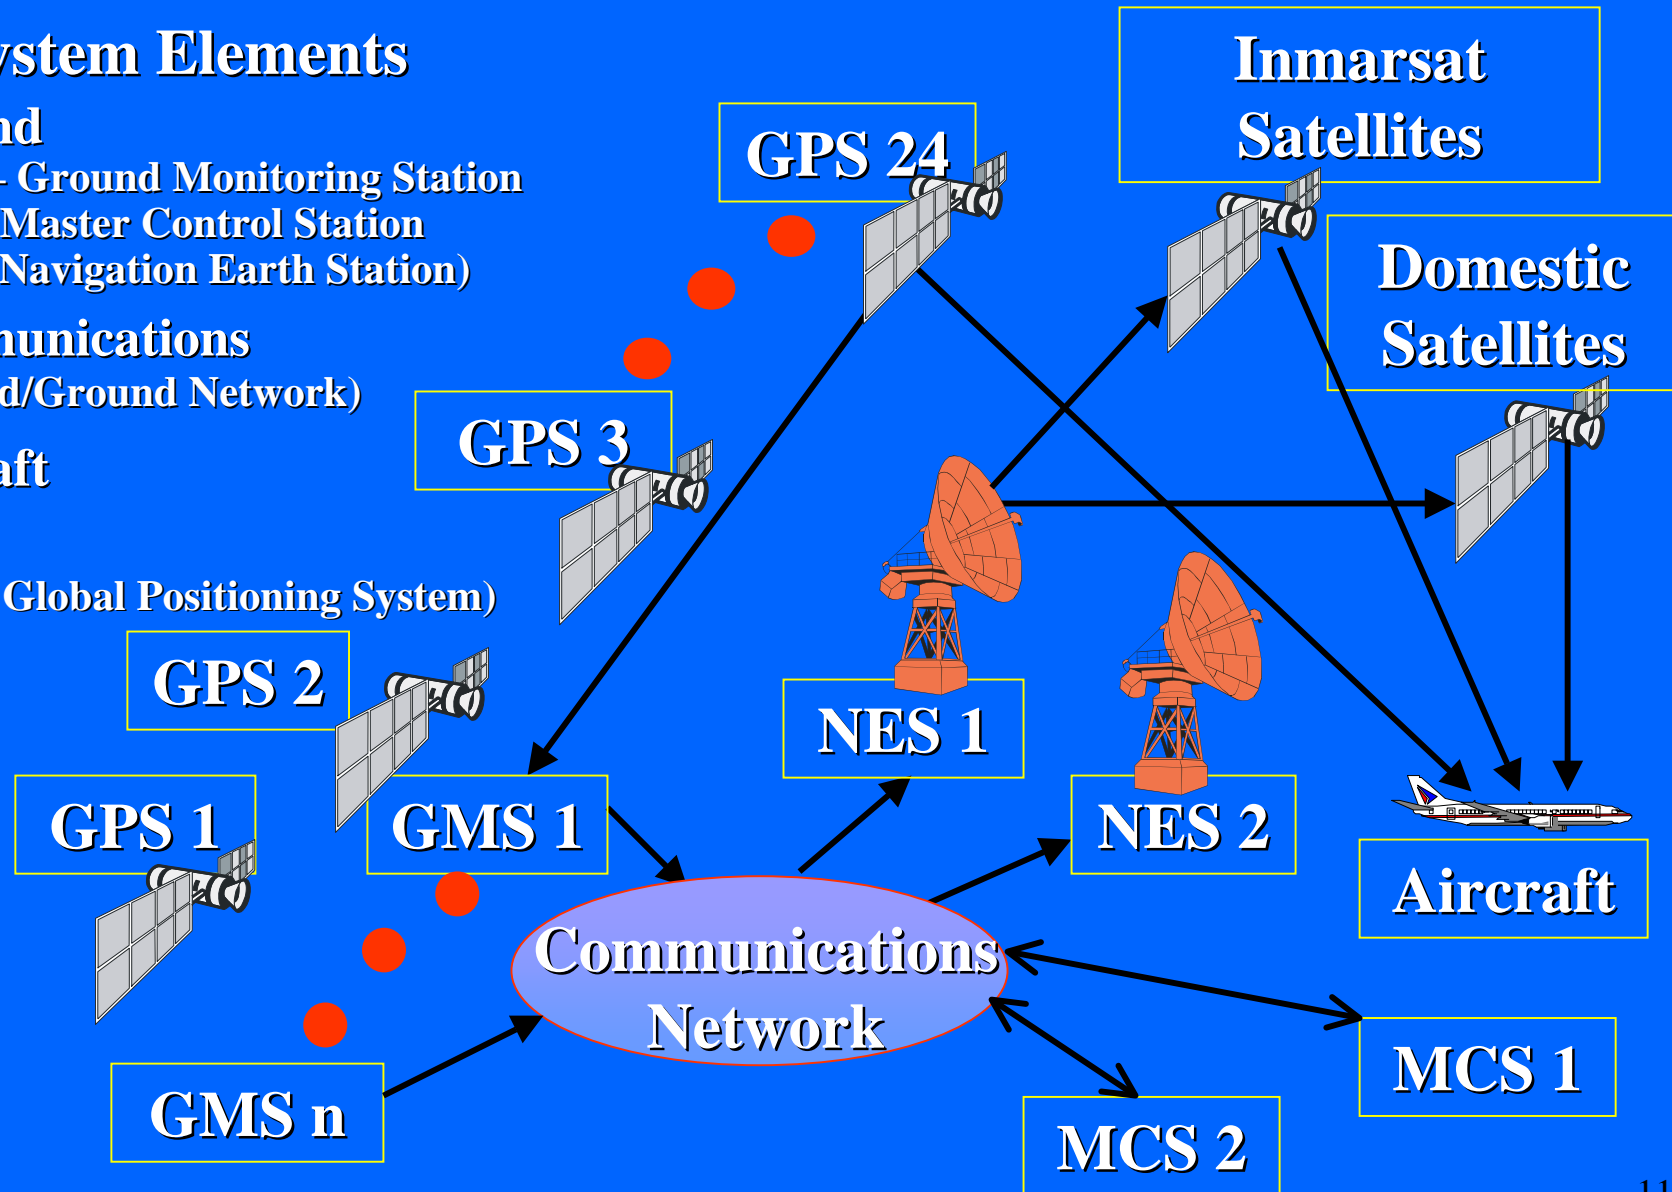 ystem Elements
nd
- Ground Monitoring Station
Master Control Station
Navigation Earth Station)
munications
d/Ground Network)
aft
Global Positioning System)
Inmarsat
Satellites
GPS 24
Domestic
Satellites
GPS 3
GPS 2
NES 1
GPS 1
GMS 1
NES 2
Aircraft
Communications
Network
MCS 1
GMS n
MCS 2
11